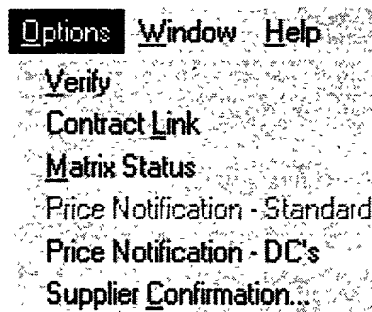 Options Window Help
Verify
Contract Link
Matrix Status
Price Notification - Standard
Price Notification - DC's
Supplier Confirmation...